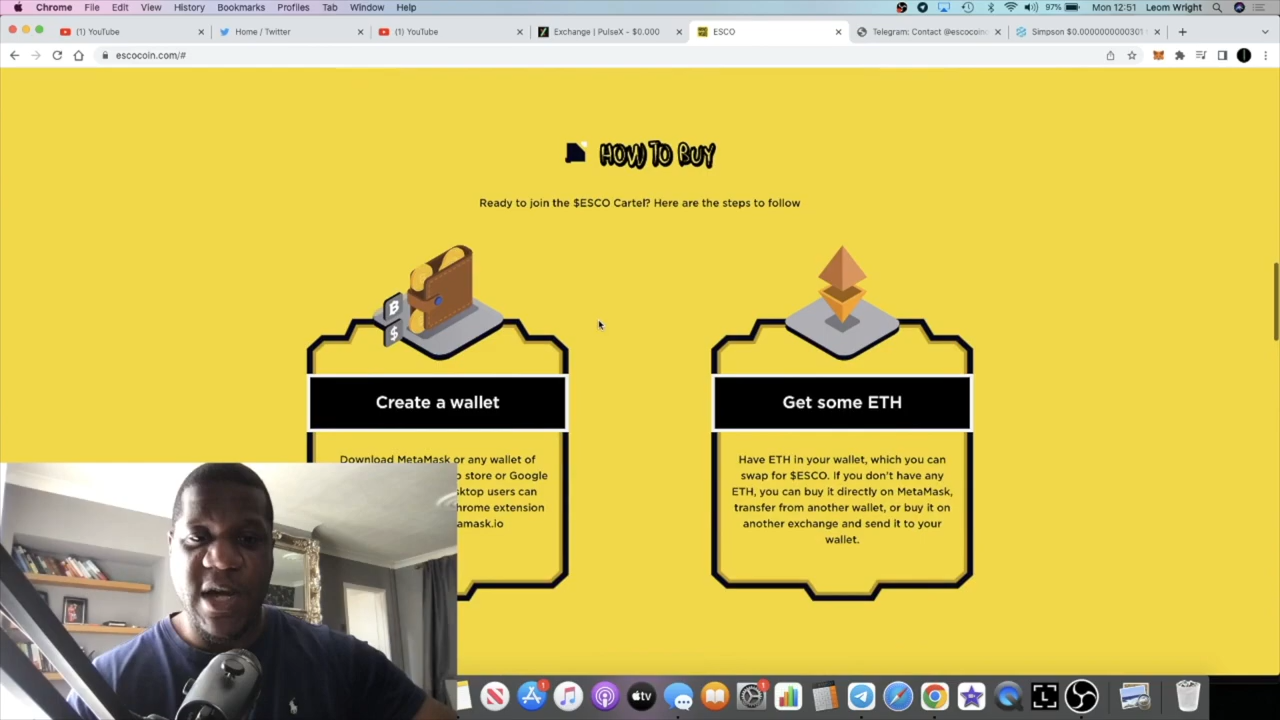 Chrome File Edit View History Bookmarks Profiles Tab Window Help
97% Mon 12:51 Leom Wright
(1) YouTube
Home / Twitter
(1) YouTube
Exchange | PulseX - $0.000
ESCO
Telegram: Contact @escocoin
Simpson $0.0000000000301
escocoin.com/#
HOW TO BUY
Ready to join the $ESCO Cartel? Here are the steps to follow
B
$
Create a wallet
Download MetaMask or any wallet of
store or Google
users can
extension
Get some ETH
Have ETH in your wallet, which you can
swap for $ESCO. If you don't have any
ETH, you can buy it directly on MetaMask,
transfer from another wallet, or buy it on
another exchange and send it to your
wallet.
tv